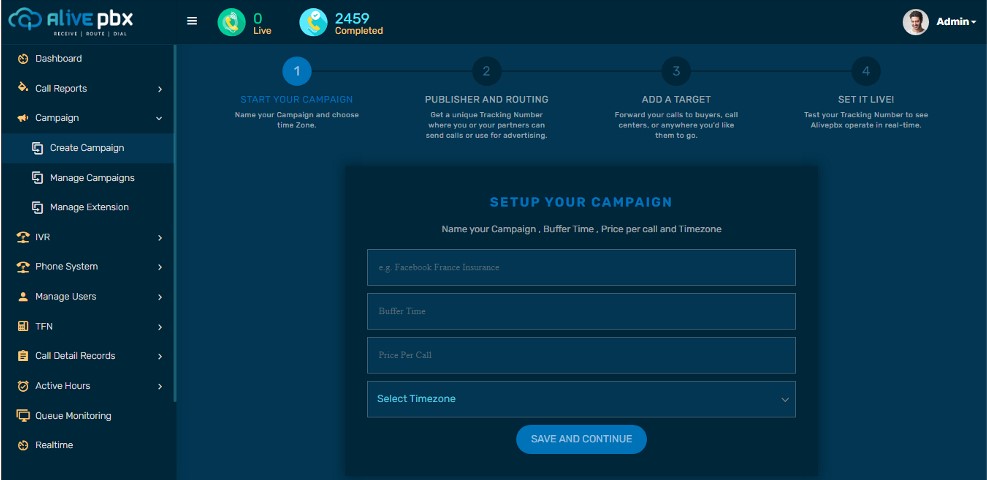 Alive pbx
RECEIVE | ROUTE | DIAL
0
Live
2459
Completed
Admin
Dashboard
Call Reports
Campaign
Create Campaign
Manage Campaigns
Manage Extension
IVR
Phone System
Manage Users
TFN
Call Detail Records
Active Hours
Queue Monitoring
Realtime
1
START YOUR CAMPAIGN
Name your Campaign and choose
time Zone.
2
PUBLISHER AND ROUTING
Get a unique Tracking Number
where you or your partners can
send calls or use for advertising.
3
ADD A TARGET
Forward your calls to buyers, call
centers, or anywhere you'd like
them to go.
4
SET IT LIVE!
Test your Tracking Number to see
Alivepbx operate in real-time.
SETUP YOUR CAMPAIGN
Name your Campaign , Buffer Time , Price per call and Timezone
e.g. Facebook France Insurance
Buffer Time
Price Per Call
Select Timezone
SAVE AND CONTINUE